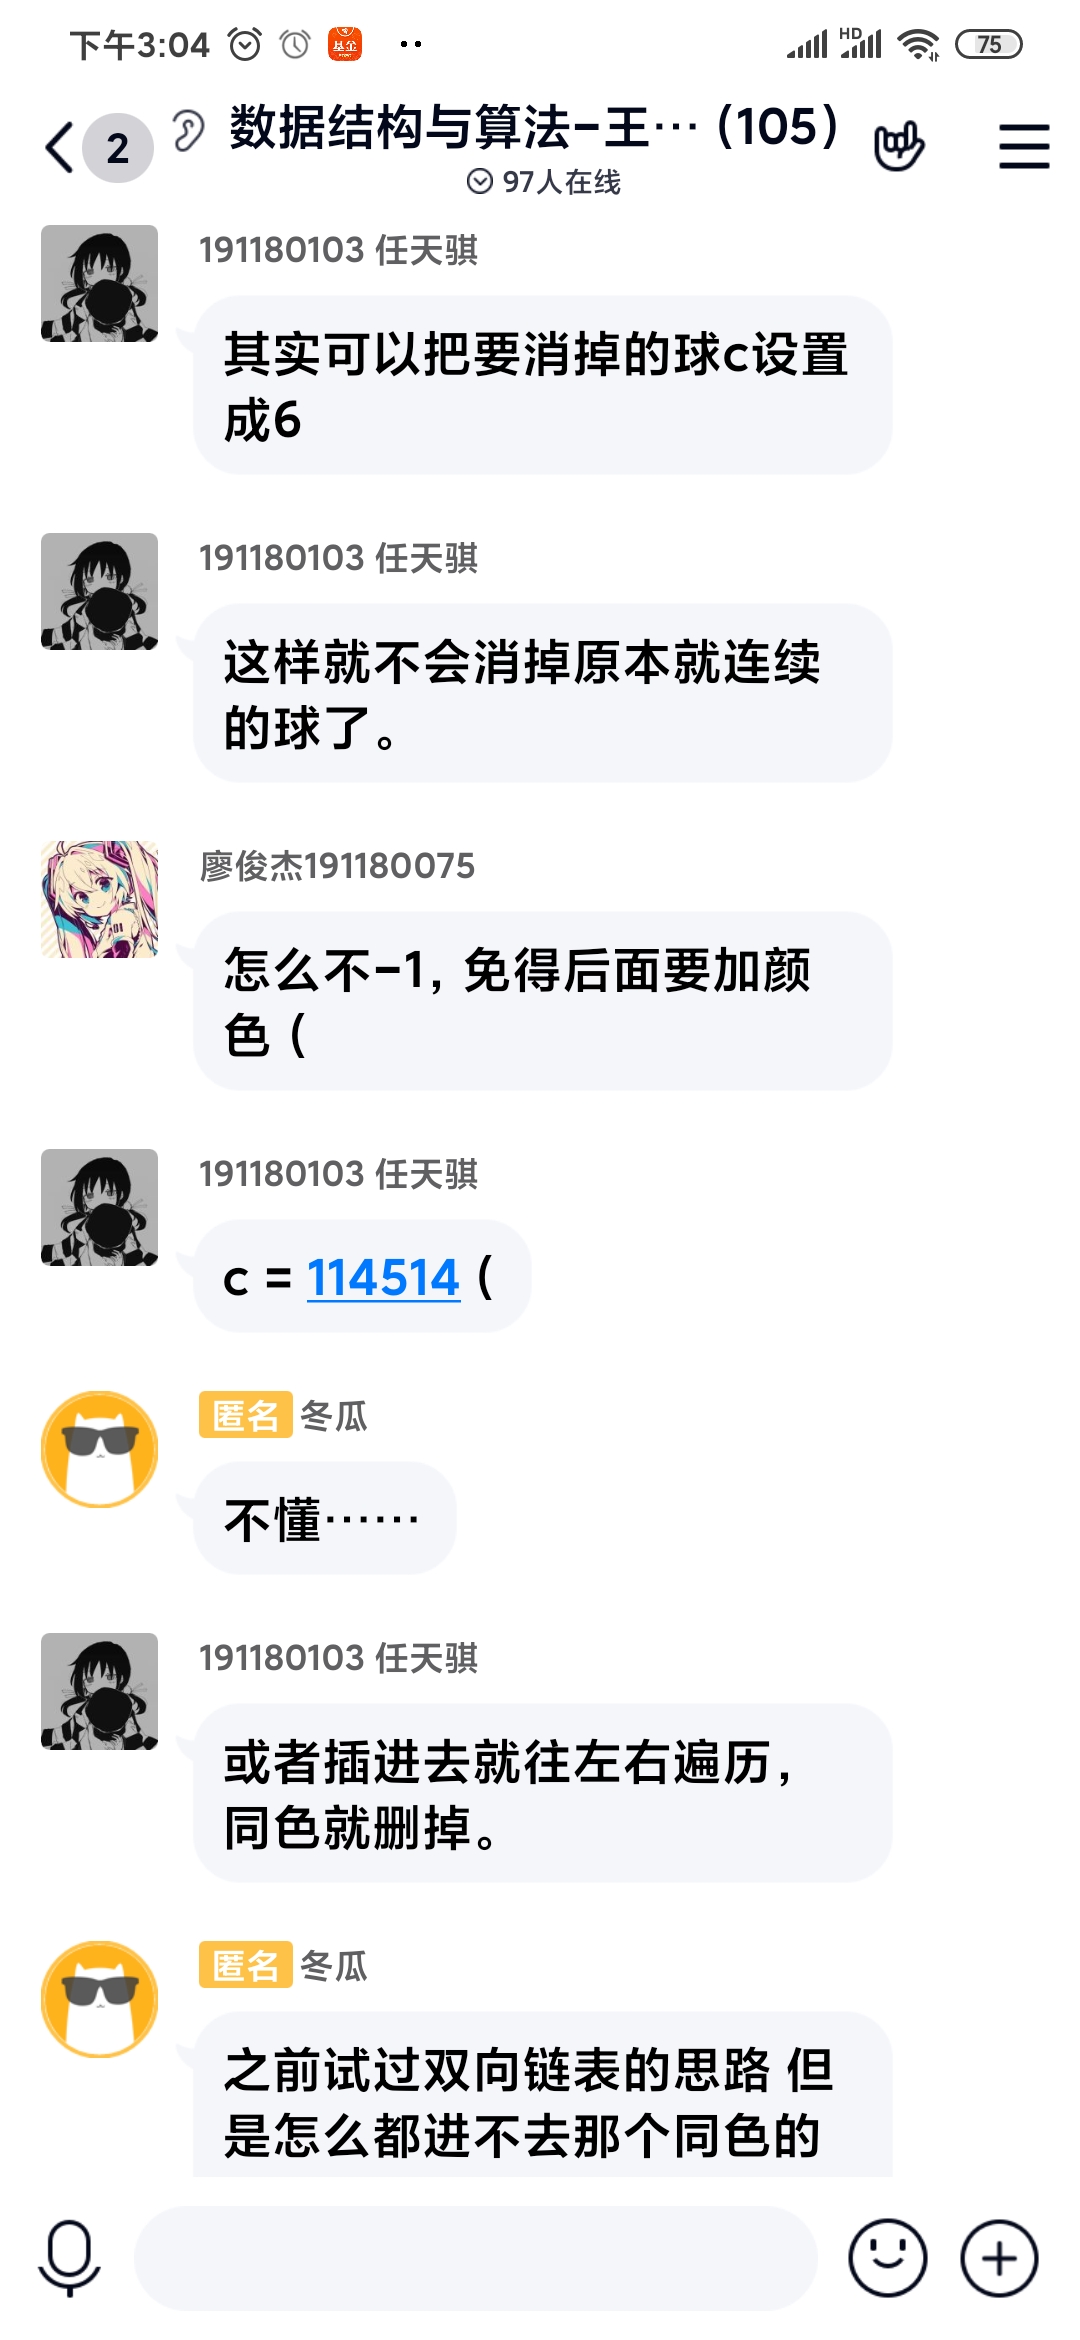 下午3:04
基金
HD
75
2
数据结构与算法-王… (105)
97人在线
191180103 任天骐
其实可以把要消掉的球c设置
成6
191180103 任天骐
这样就不会消掉原本就连续
的球了。
廖俊杰191180075
怎么不-1, 免得后面要加颜
色 (
191180103 任天骐
c = 114514 (
匿名 冬瓜
不懂……
191180103 任天骐
或者插进去就往左右遍历，
同色就删掉。
匿名 冬瓜
之前试过双向链表的思路 但
是怎么都进不去那个同色的